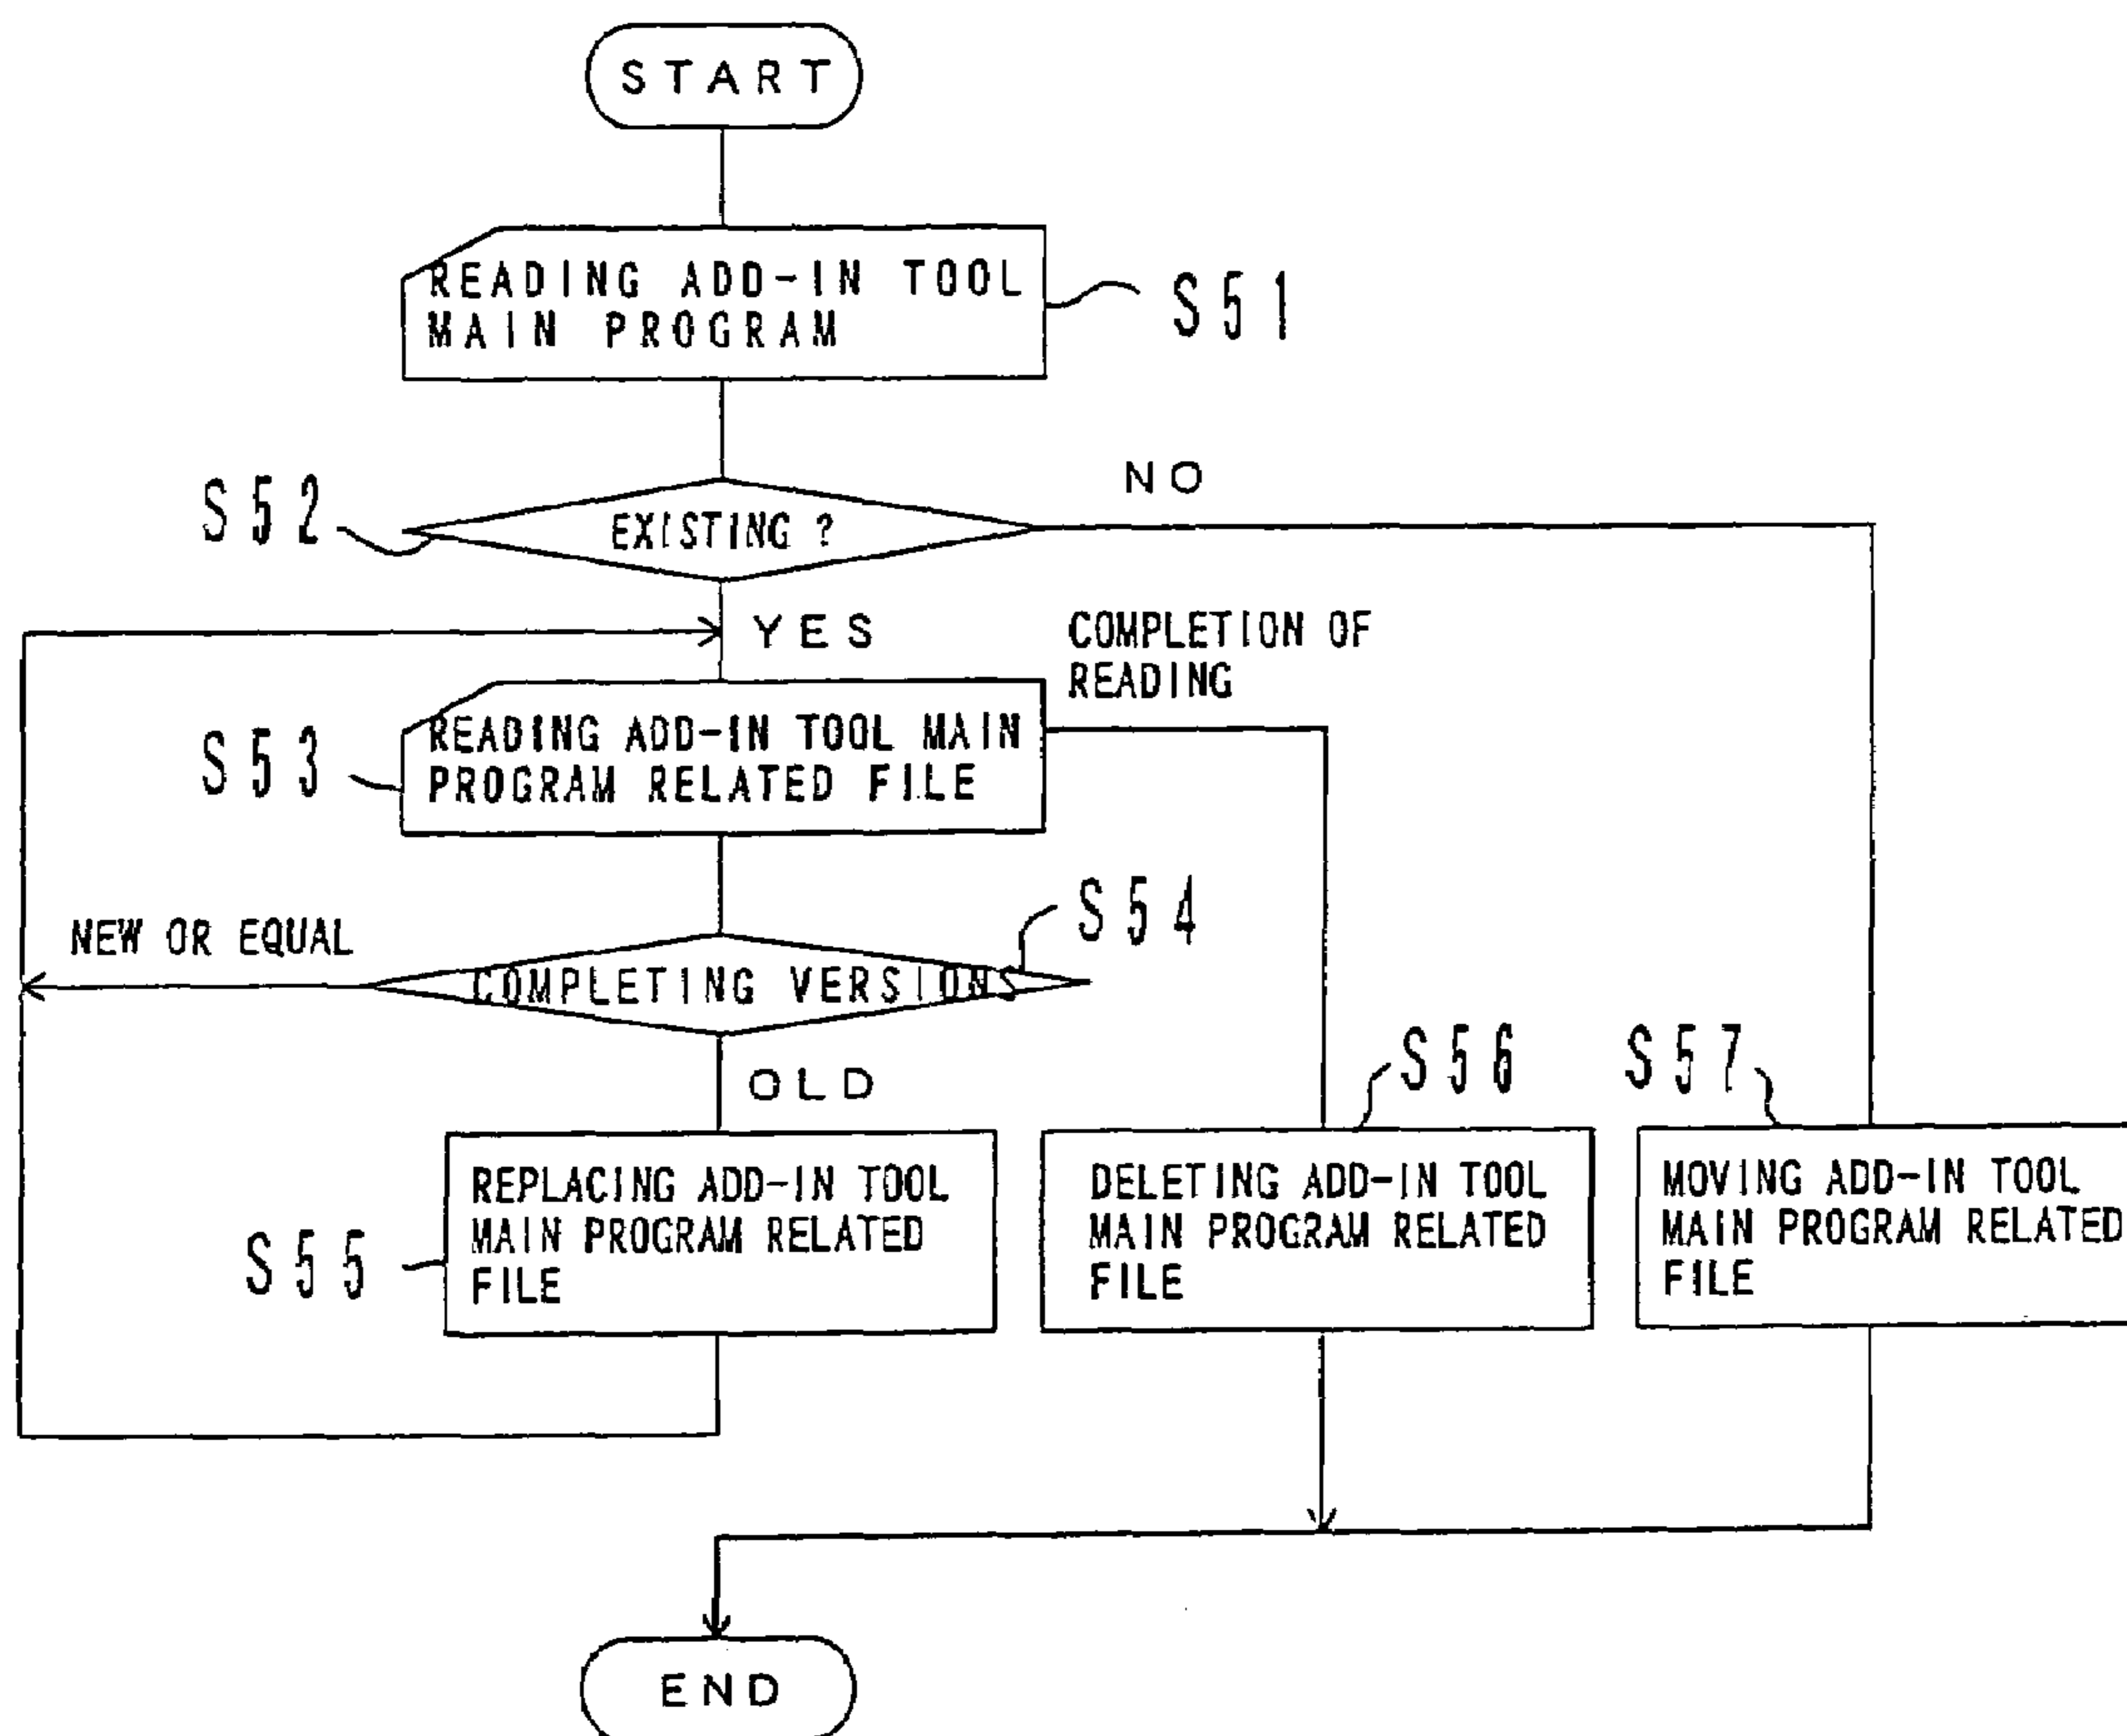 START
READING ADD-IN TOOL
MAIN PROGRAM
S51
S52
EXISTING ?
NO
YES
COMPLETION OF
READING
S53
READING ADD-IN TOOL MAIN
PROGRAM RELATED FILE
S54
NEW OR EQUAL
COMPLETING VERSIONS
OLD
S56
S57
S55
REPLACING ADD-IN TOOL
MAIN PROGRAM RELATED
FILE
DELETING ADD-IN TOOL
MAIN PROGRAM RELATED
FILE
MOVING ADD-IN TOOL
MAIN PROGRAM RELATED
FILE
END